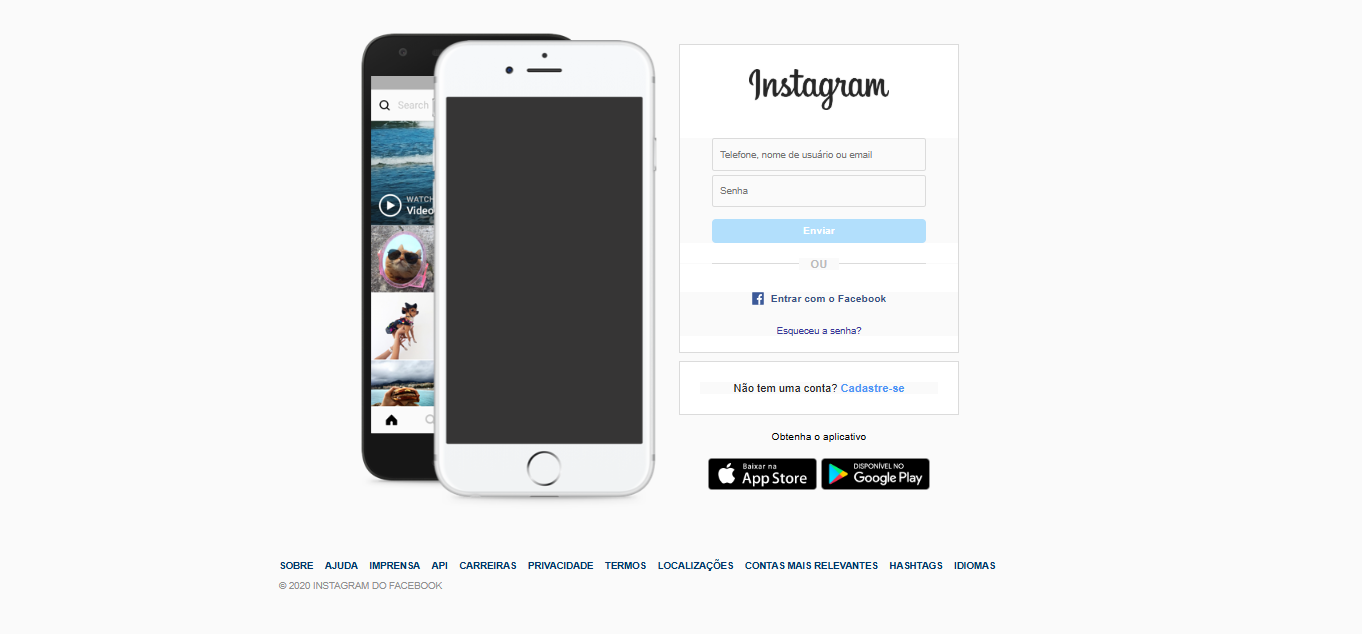 Search
WATCH
Video
Instagram
Telefone, nome de usuário ou email
Senha
Enviar
OU
Entrar com o Facebook
Esqueceu a senha?
Não tem uma conta? Cadastre-se
Obtenha o aplicativo
Baixar na
App Store
DISPONÍVEL NO
Google Play
SOBRE AJUDA IMPRENSA API CARREIRAS PRIVACIDADE TERMOS LOCALIZAÇÕES CONTAS MAIS RELEVANTES HASHTAGS IDIOMAS
© 2020 INSTAGRAM DO FACEBOOK